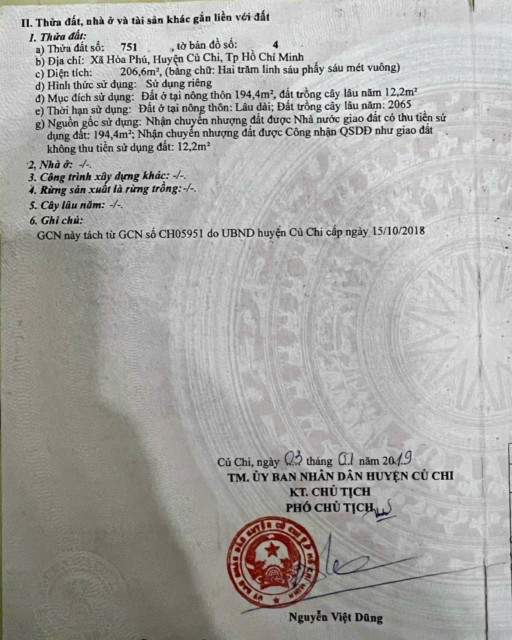 II. Thửa đất, nhà ở và tài sản khác gắn liền với đất
1. Thửa đất:
a) Thửa đất số: 751 , tờ bản đồ số: 4
b) Địa chỉ: Xã Hòa Phú, Huyện Củ Chi, Tp Hồ Chí Minh
c) Diện tích: 206,6m², (bằng chữ: Hai trăm linh sáu phẩy sáu mét vuông)
d) Hình thức sử dụng: Sử dụng riêng
đ) Mục đích sử dụng: Đất ở tại nông thôn 194,4m², đất trồng cây lâu năm 12,2m²
e) Thời hạn sử dụng: Đất ở tại nông thôn: Lâu dài; Đất trồng cây lâu năm: 2065
g) Nguồn gốc sử dụng: Nhận chuyển nhượng đất được Nhà nước giao đất có thu tiền sử
dụng đất: 194,4m²; Nhận chuyển nhượng đất được Công nhận QSDĐ như giao đất
không thu tiền sử dụng đất: 12,2m²
2. Nhà ở: -/-.
3. Công trình xây dựng khác: -/-.
4. Rừng sản xuất là rừng trồng:-/-.
5. Cây lâu năm: -/-.
6. Ghi chú:
GCN này tách từ GCN số CH05951 do UBND huyện Củ Chi cấp ngày 15/10/2018
Củ Chi, ngày 03 tháng 01 năm 2019
TM. ỦY BAN NHÂN DÂN HUYỆN CỦ CHI
KT. CHỦ TỊCH
PHÓ CHỦ TỊCH
Nguyễn Việt Dũng